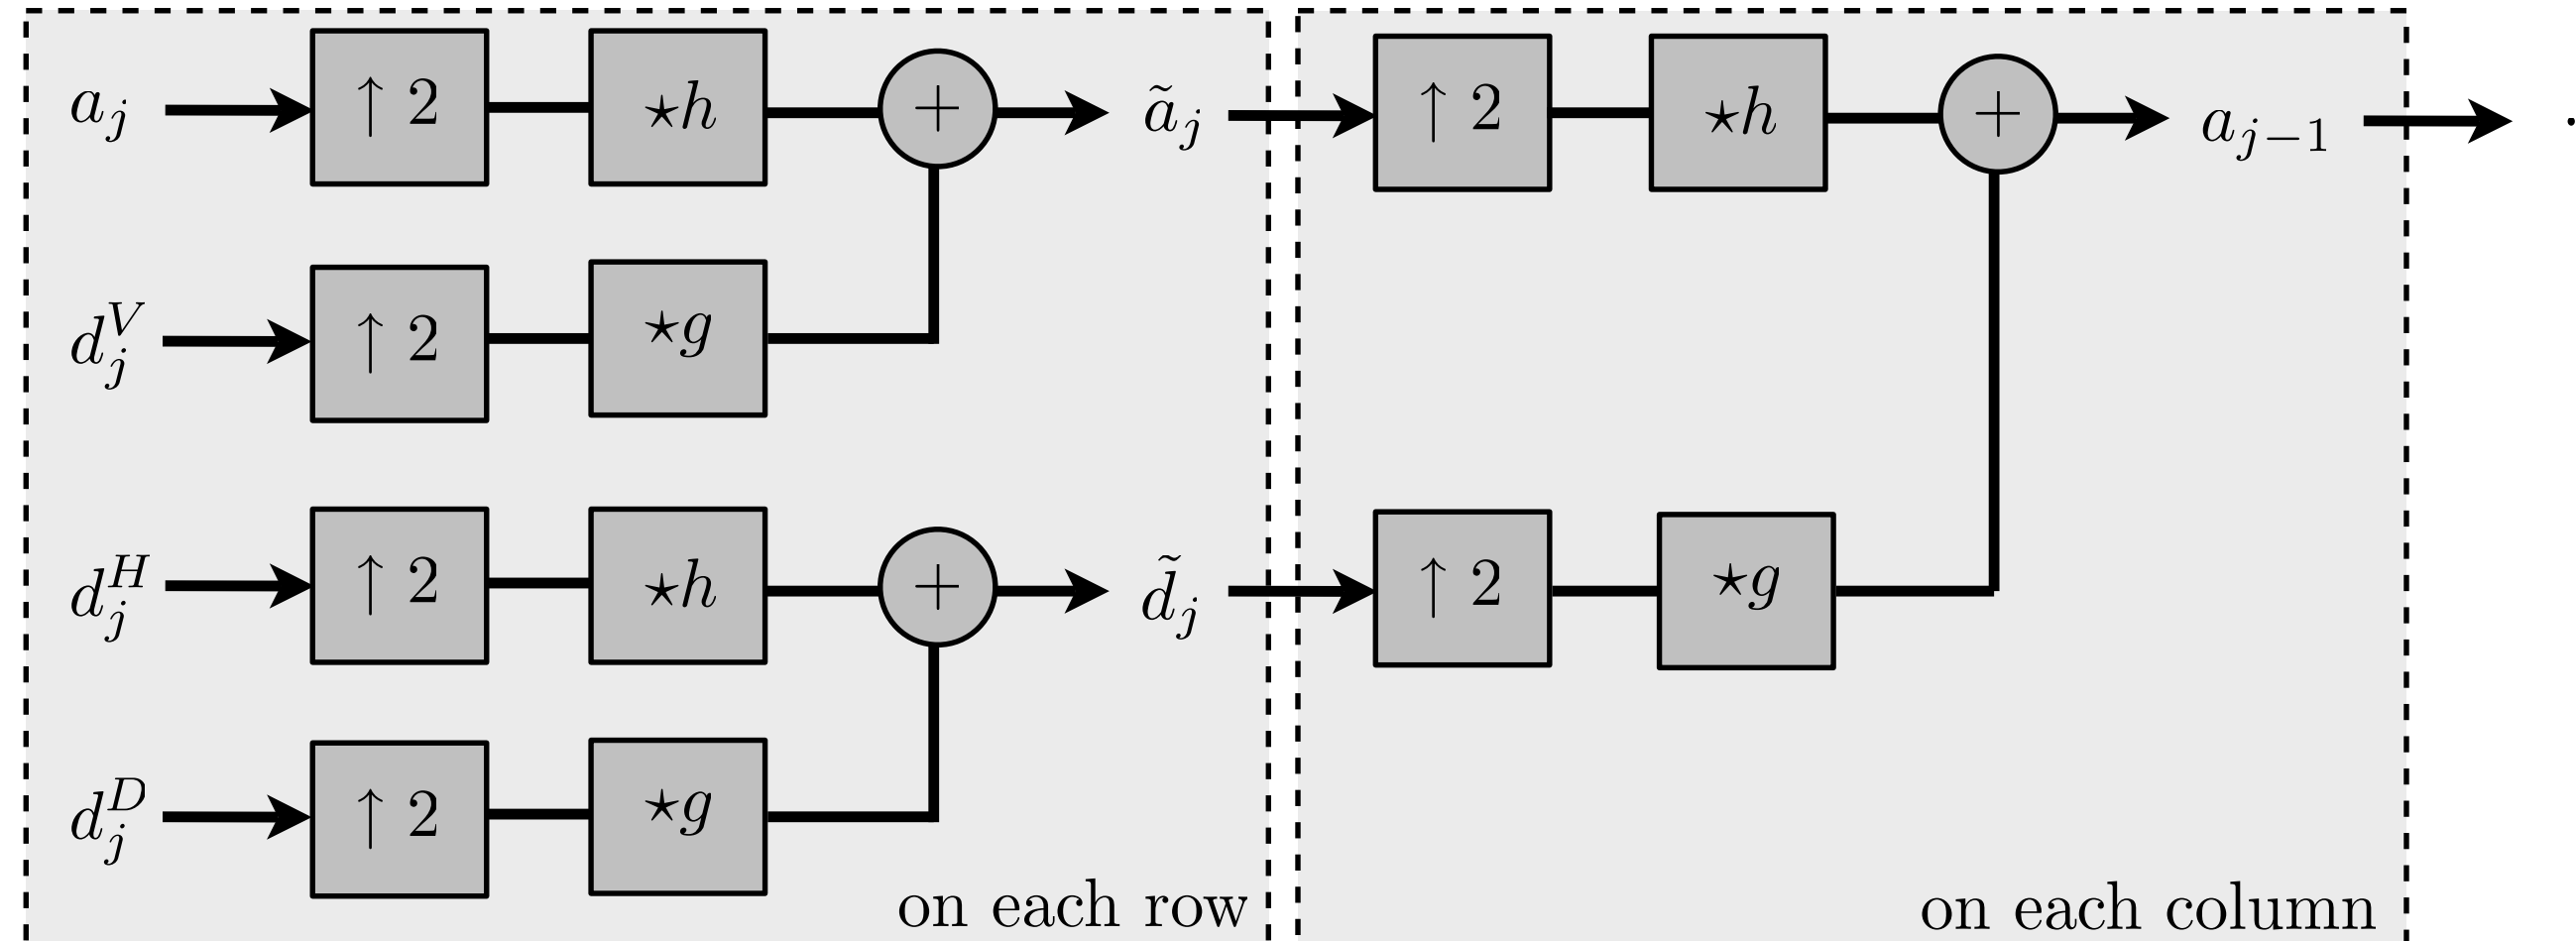 a_j ↑ 2 ⋆h + ã_j ↑ 2 ⋆h + a_{j−1} .
d_j^V ↑ 2 ⋆g
d_j^H ↑ 2 ⋆h + d̃_j ↑ 2 ⋆g
d_j^D ↑ 2 ⋆g
on each row on each column